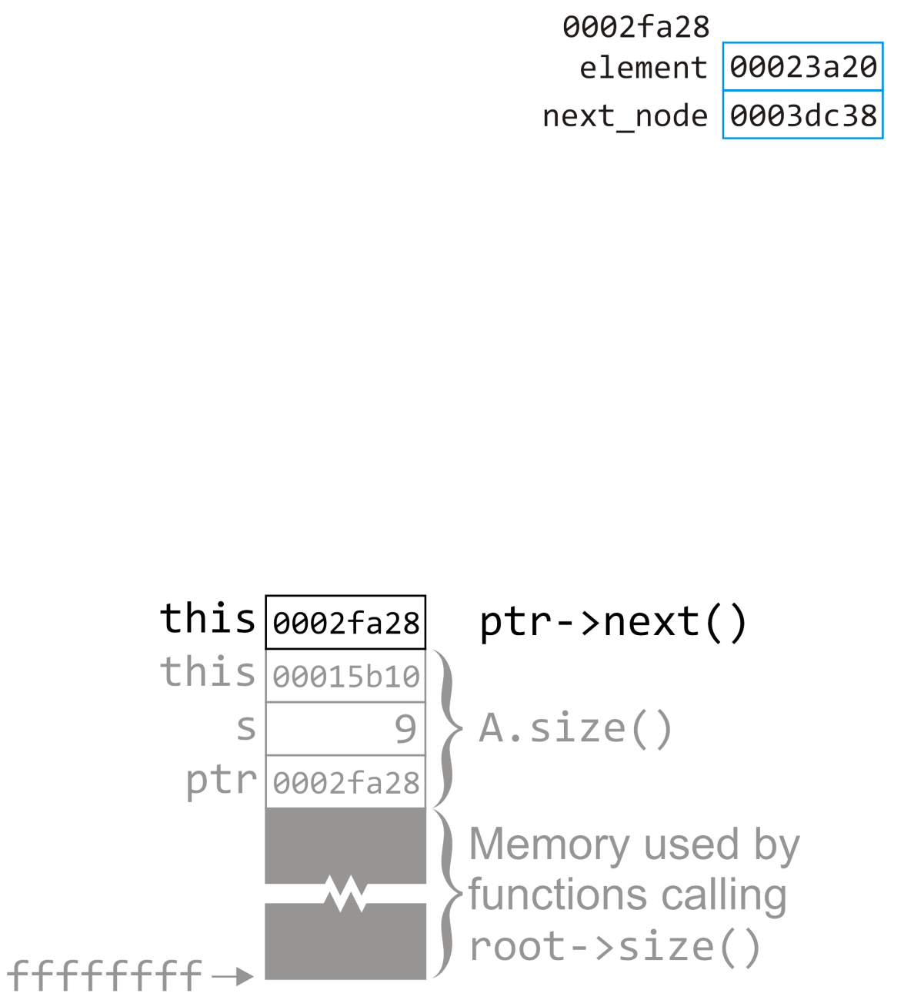 0002fa28
element 00023a20
next_node 0003dc38
this 0002fa28 ptr->next()
this 00015b10
s 9 A.size()
ptr 0002fa28
Memory used by
functions calling
root->size()
ffffffff